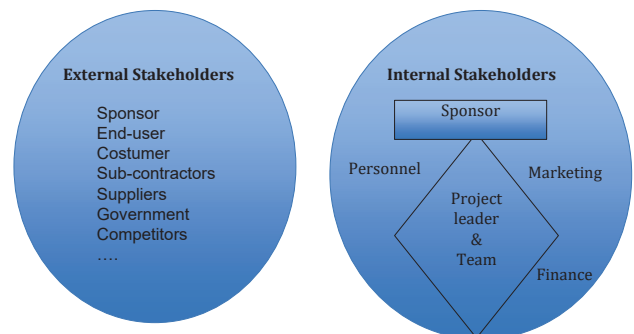 External Stakeholders
Sponsor
End-user
Costumer
Sub-contractors
Suppliers
Government
Competitors
....
Internal Stakeholders
Sponsor
Personnel
Marketing
Project
leader
&
Team
Finance